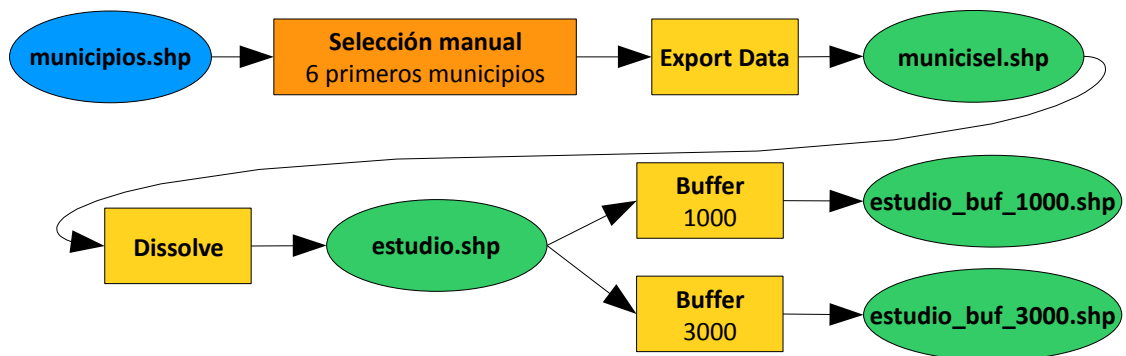 municipios.shp
Selección manual
6 primeros municipios
Export Data
municisel.shp
Dissolve
estudio.shp
Buffer
1000
estudio_buf_1000.shp
Buffer
3000
estudio_buf_3000.shp